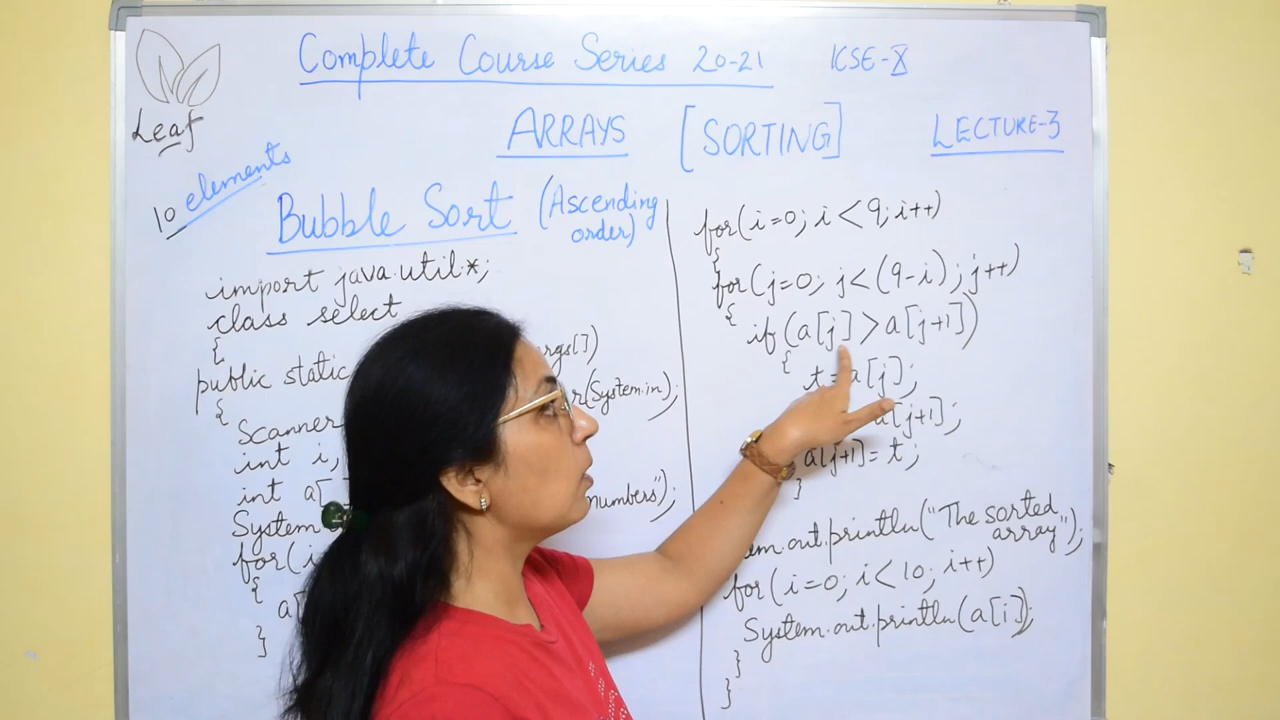 Leaf
Complete Course Series 20-21 ICSE-X
ARRAYS [SORTING] LECTURE-3
10 elements
Bubble Sort (Ascending
order)
import java.util.*;
class select
{
public static args[])
{
Scanner (System.in);
int i,
int a[
System numbers");
for(i
{
a[
}
for(i=0; i<9; i++)
{
for(j=0; j<(9-i); j++)
{
if(a[j]>a[j+1])
{
t=a[j];
a[j+1];
a[j+1]=t;
}
em.out.println("The sorted
array");
for(i=0; i<10; i++)
System.out.println(a[i]);
}
}